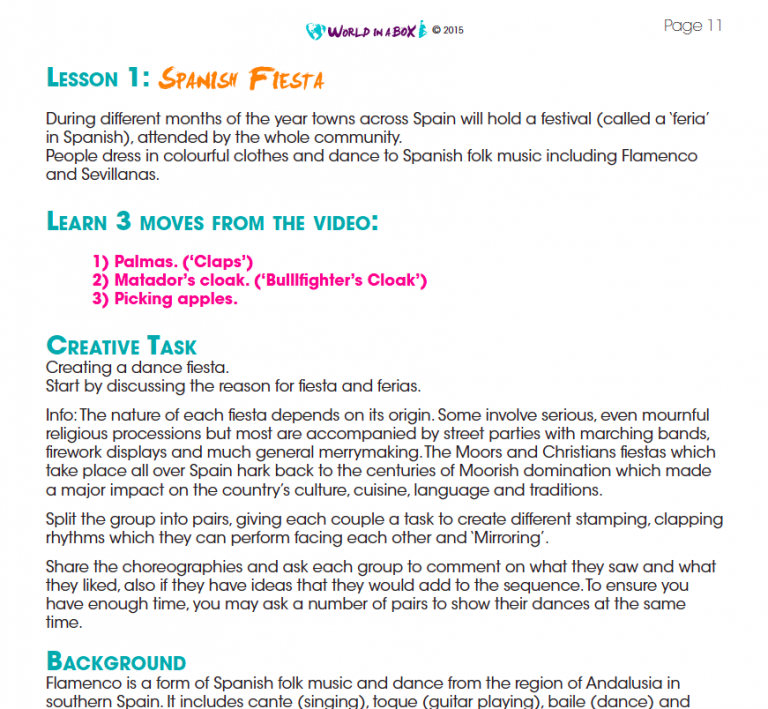 WORLD IN A BOX © 2015
Page 11
LESSON 1: SPANISH FIESTA
During different months of the year towns across Spain will hold a festival (called a ‘feria’
in Spanish), attended by the whole community.
People dress in colourful clothes and dance to Spanish folk music including Flamenco
and Sevillanas.
LEARN 3 MOVES FROM THE VIDEO:
1) Palmas. (‘Claps’)
2) Matador’s cloak. (‘Bulllfighter’s Cloak’)
3) Picking apples.
CREATIVE TASK
Creating a dance fiesta.
Start by discussing the reason for fiesta and ferias.
Info: The nature of each fiesta depends on its origin. Some involve serious, even mournful
religious processions but most are accompanied by street parties with marching bands,
firework displays and much general merrymaking. The Moors and Christians fiestas which
take place all over Spain hark back to the centuries of Moorish domination which made
a major impact on the country’s culture, cuisine, language and traditions.
Split the group into pairs, giving each couple a task to create different stamping, clapping
rhythms which they can perform facing each other and ‘Mirroring’.
Share the choreographies and ask each group to comment on what they saw and what
they liked, also if they have ideas that they would add to the sequence. To ensure you
have enough time, you may ask a number of pairs to show their dances at the same
time.
BACKGROUND
Flamenco is a form of Spanish folk music and dance from the region of Andalusia in
southern Spain. It includes cante (singing), toque (guitar playing), baile (dance) and